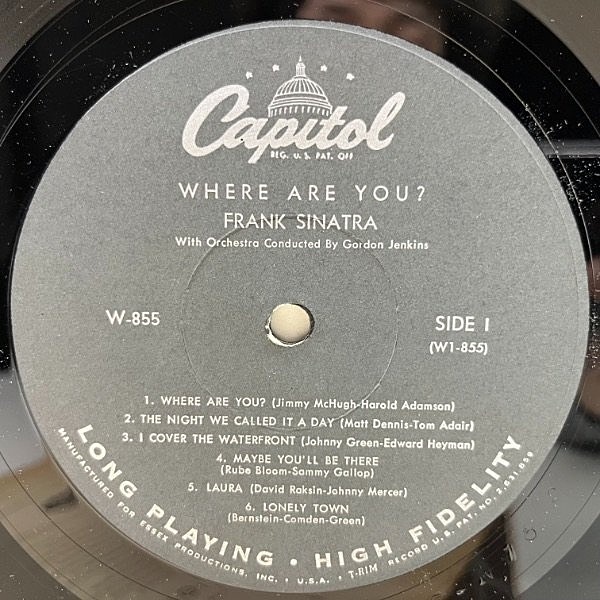 Capitol
REG. U.S. PAT. OFF
WHERE ARE YOU?
FRANK SINATRA
With Orchestra Conducted By Gordon Jenkins
W-855
SIDE 1
(W1-855)
1. WHERE ARE YOU? (Jimmy McHugh-Harold Adamson)
2. THE NIGHT WE CALLED IT A DAY (Matt Dennis-Tom Adair)
3. I COVER THE WATERFRONT (Johnny Green-Edward Heyman)
4. MAYBE YOU'LL BE THERE
(Rube Bloom-Sammy Gallop)
5. LAURA (David Raksin-Johnny Mercer)
6. LONELY TOWN
(Bernstein-Comden-Green)
LONG PLAYING • HIGH FIDELITY
MANUFACTURED FOR ESSEX PRODUCTIONS, INC. • U.S.A. • T-RIM RECORD U.S. PAT. NO. 2,631,859